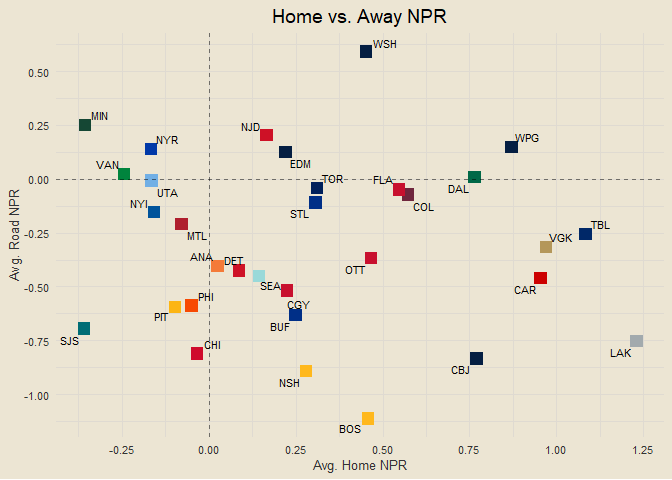 Home vs. Away NPR
WSH
0.50
MIN
0.25
NJD
NYR
WPG
EDM
VAN
TOR
FLA
DAL
0.00
UTA
NYI
STL
COL
TBL
MTL
VGK
-0.25
ANA
DET
OTT
SEA
CAR
-0.50
PHI
CGY
PIT
BUF
SJS
CHI
LAK
-0.75
CBJ
NSH
-1.00
BOS
Avg. Road NPR
-0.25
0.00
0.25
0.50
0.75
1.00
1.25
Avg. Home NPR